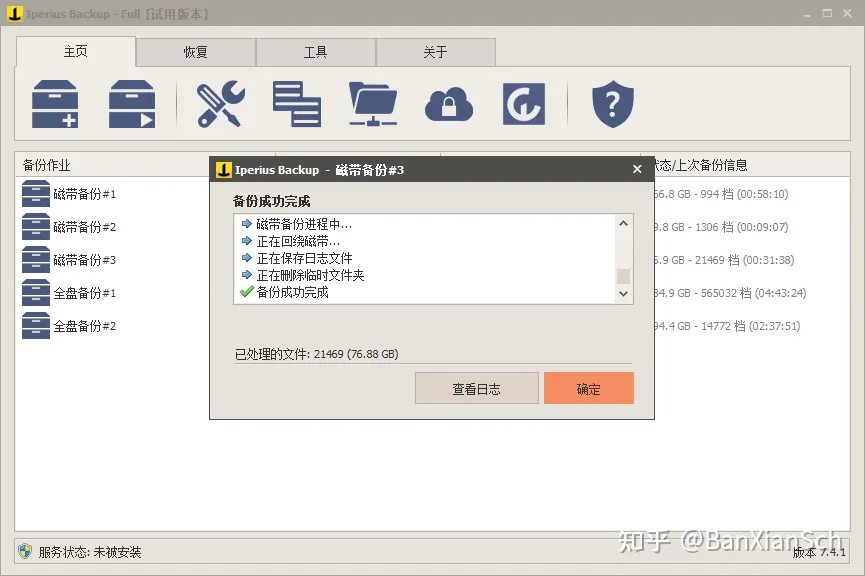 Iperius Backup - Full [试用版本]
主页
恢复
工具
关于
备份作业
状态/上次备份信息
磁带备份#1
66.8 GB - 994 档 (00:58:10)
磁带备份#2
9.8 GB - 1306 档 (00:09:07)
磁带备份#3
6.9 GB - 21469 档 (00:31:38)
全盘备份#1
34.9 GB - 565032 档 (04:43:24)
全盘备份#2
94.4 GB - 14772 档 (02:37:51)
Iperius Backup - 磁带备份#3
备份成功完成
磁带备份进程中...
正在回绕磁带...
正在保存日志文件
正在删除临时文件夹
备份成功完成
已处理的文件: 21469 (76.88 GB)
查看日志
确定
服务状态: 未被安装
版本 7.4.1
知乎 @BanXianSch